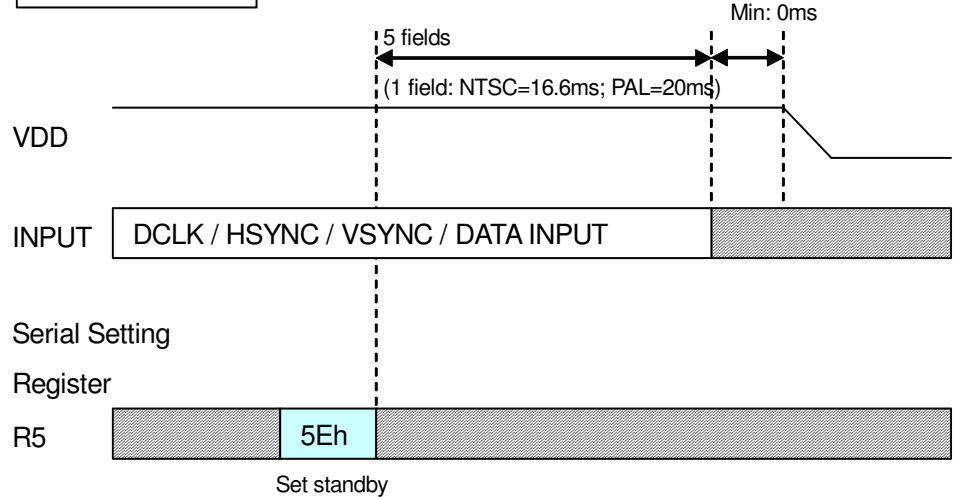 Min: 0ms
5 fields
(1 field: NTSC=16.6ms; PAL=20ms)
VDD
INPUT
DCLK / HSYNC / VSYNC / DATA INPUT
Serial Setting
Register
R5
5Eh
Set standby